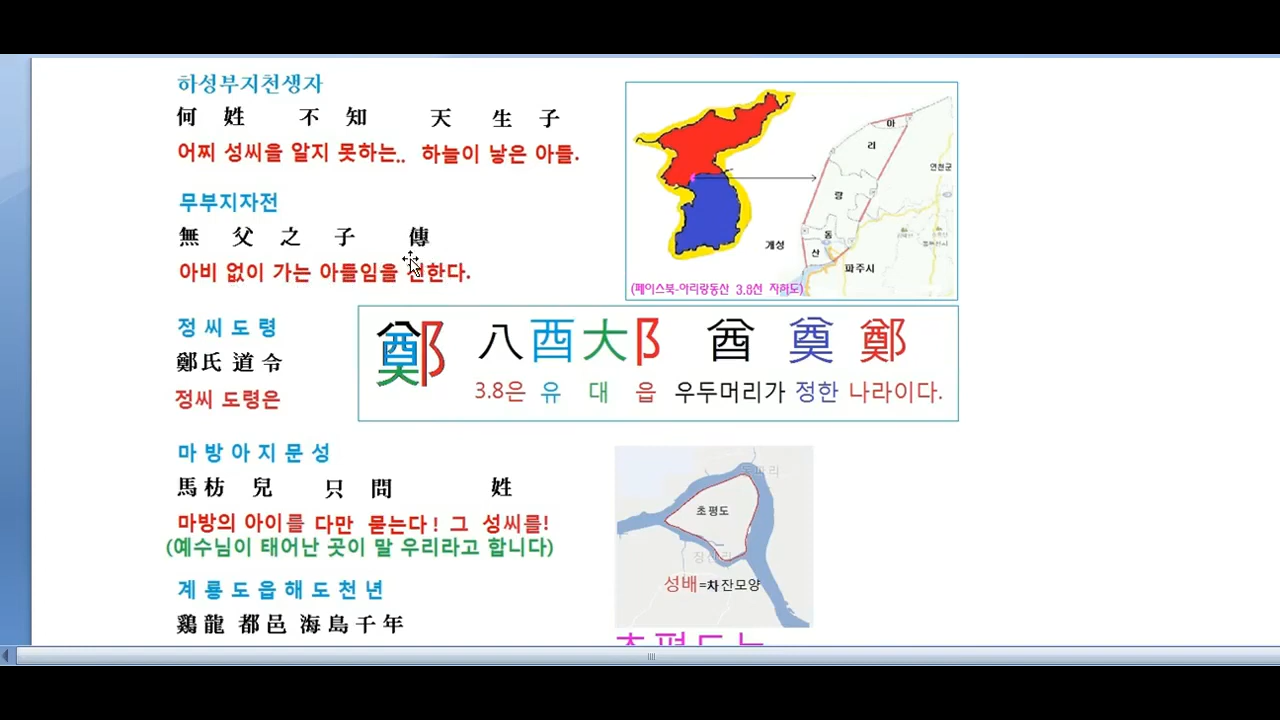 하성부지천생자
何 姓 不 知 天 生 子
어찌 성씨을 알지 못하는.. 하늘이 낳은 아들.
무부지자전
無 父 之 子 傳
아비 없이 가는 아들임을 전한다.
아
리
랑
동
산
연천군
개성
파주시
(페이스북-아리랑동산 3.8선 자하도)
정 씨 도 령
鄭氏 道 令
정씨 도령은
鄭 八酉大阝 酋 奠 鄭
3.8은 유 대 읍 우두머리가 정한 나라이다.
마 방 아 지 문 성
馬 枋 兒 只 問 姓
마방의 아이를 다만 묻는다! 그 성씨를!
(예수님이 태어난 곳이 말 우리라고 합니다)
초평도
성배=차 잔모양
계 룡 도 읍 해 도 천 년
鷄 龍 都 邑 海 島 千 年